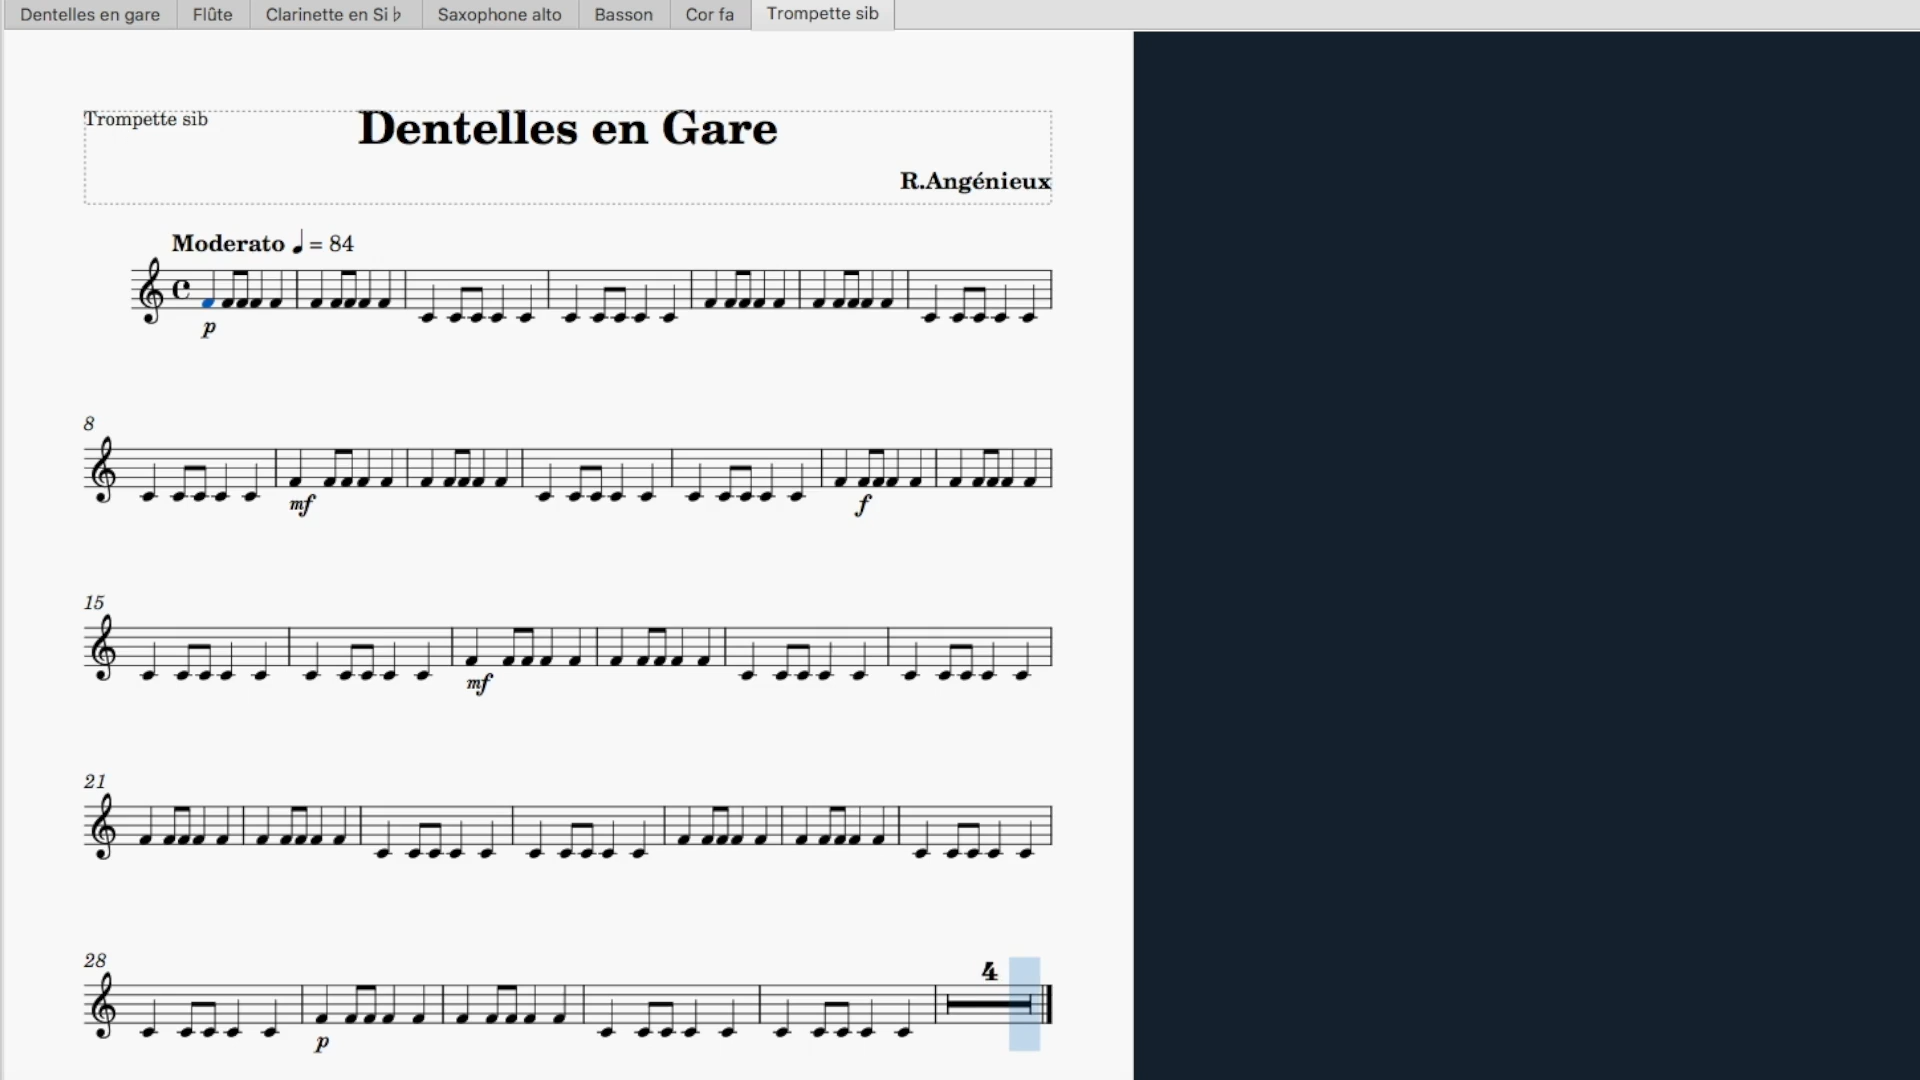 Dentelles en gare Flûte Clarinette en Si ♭ Saxophone alto Basson Cor fa Trompette sib
Trompette sib
Dentelles en Gare
R.Angénieux
Moderato ♩ = 84
p
8
mf
f
15
mf
21
28
4
p